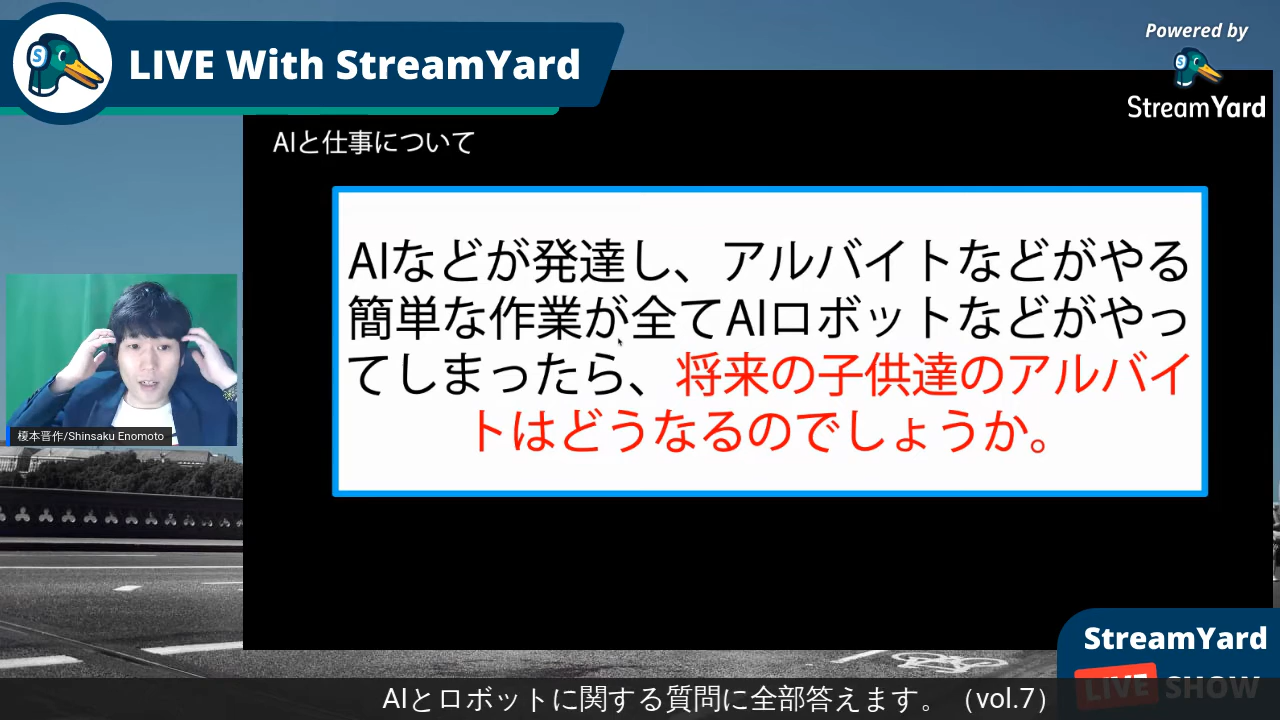 LIVE With StreamYard
Powered by
StreamYard
AIと仕事について
AIなどが発達し、アルバイトなどがやる
簡単な作業が全てAIロボットなどがやっ
てしまったら、将来の子供達のアルバイ
トはどうなるのでしょうか。
榎本晋作/Shinsaku Enomoto
StreamYard
LIVE SHOW
AIとロボットに関する質問に全部答えます。（vol.7）